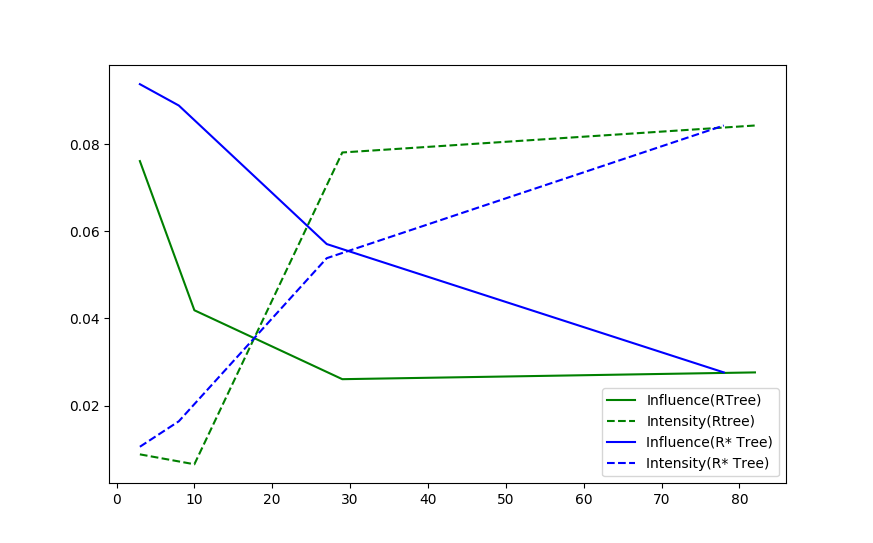 0.08
0.06
0.04
0.02
0 10 20 30 40 50 60 70 80
Influence(RTree)
Intensity(Rtree)
Influence(R* Tree)
Intensity(R* Tree)